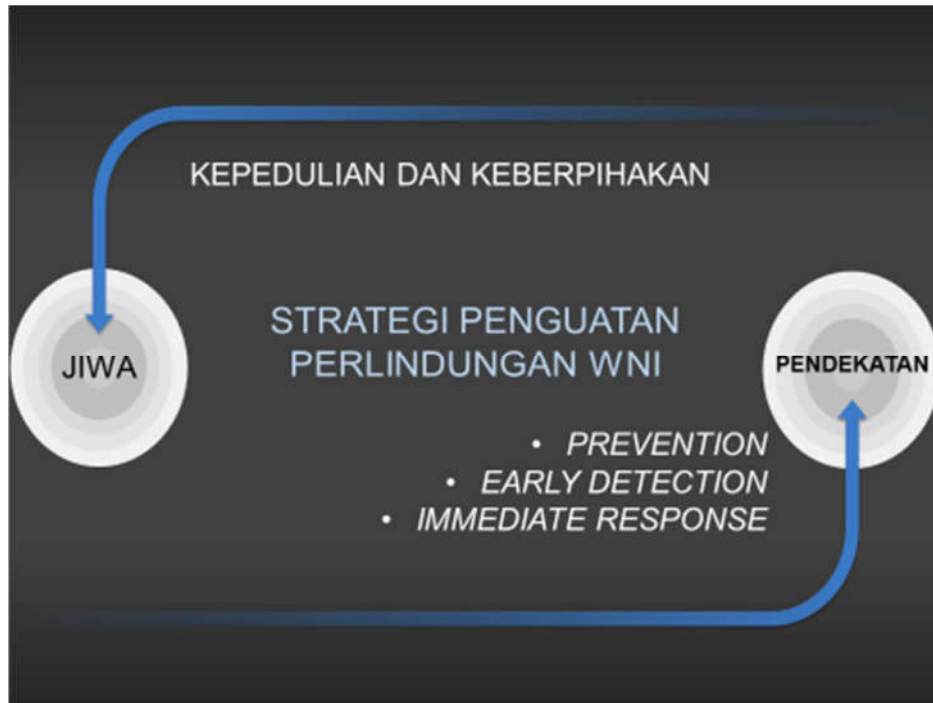 KEPEDULIAN DAN KEBERPIHAKAN
JIWA
STRATEGI PENGUATAN
PERLINDUNGAN WNI
PENDEKATAN
• PREVENTION
• EARLY DETECTION
• IMMEDIATE RESPONSE